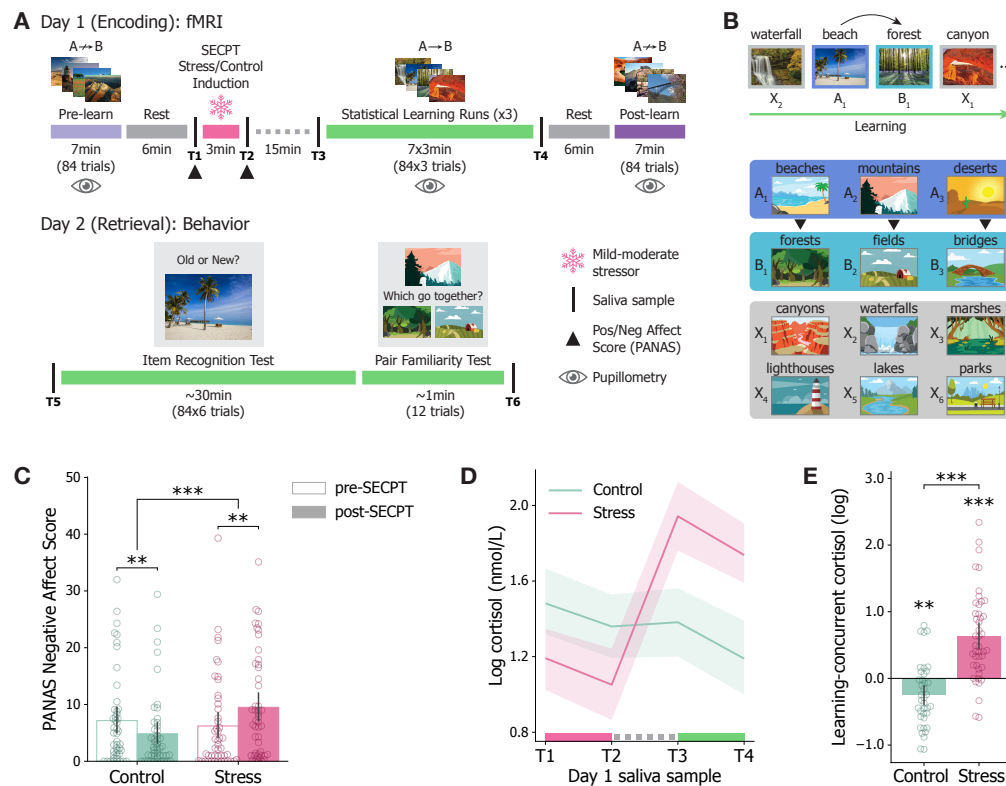 A Day 1 (Encoding): fMRI
A↛B
SECPT
Stress/Control
Induction
A→B
A↛B
Pre-learn
Rest
Statistical Learning Runs (x3)
Rest
Post-learn
7min
(84 trials)
6min
T1
3min
T2
15min
T3
7x3min
(84x3 trials)
T4
6min
7min
(84 trials)
Day 2 (Retrieval): Behavior
Old or New?
Which go together?
Item Recognition Test
Pair Familiarity Test
T5
~30min
(84x6 trials)
~1min
(12 trials)
T6
Mild-moderate
stressor
Saliva sample
Pos/Neg Affect
Score (PANAS)
Pupillometry
B
waterfall beach forest canyon
...
X2 A1 B1 X1
Learning
beaches mountains deserts
A1 A2 A3
forests fields bridges
B1 B2 B3
canyons waterfalls marshes
X1 X2 X3
lighthouses lakes parks
X4 X5 X6
C
PANAS Negative Affect Score
50
40
30
20
10
0
***
** **
pre-SECPT
post-SECPT
Control Stress
D
Log cortisol (nmol/L)
2.0
1.6
1.2
0.8
Control
Stress
T1 T2 T3 T4
Day 1 saliva sample
E
Learning-concurrent cortisol (log)
3.0
2.0
1.0
0.0
−1.0
***
***
**
Control Stress